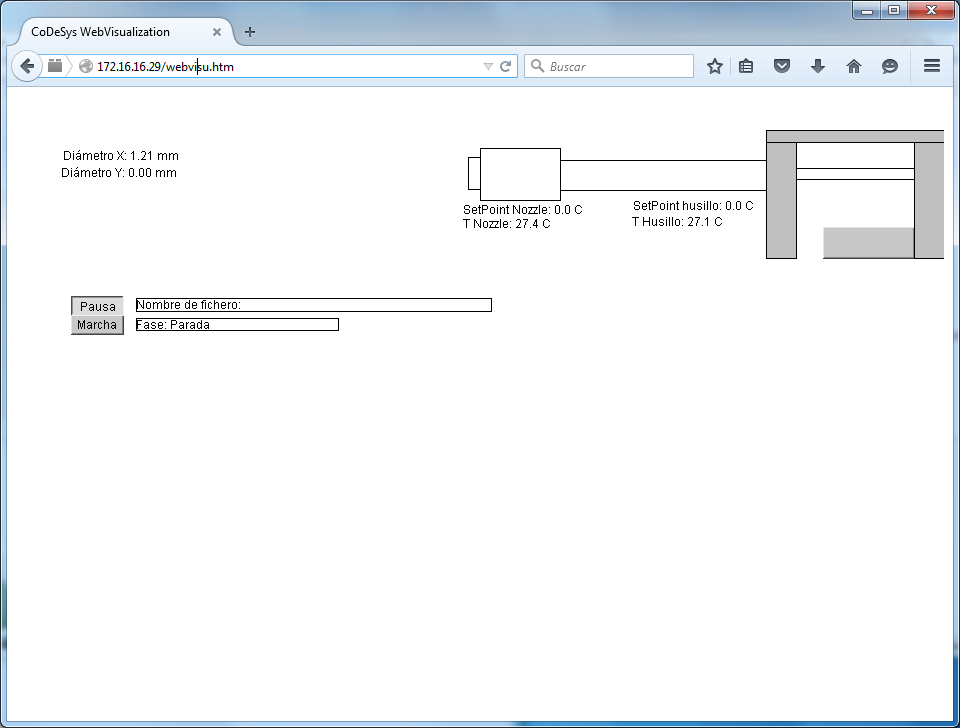 CoDeSys WebVisualization
172.16.16.29/webvisu.htm
Buscar
Diámetro X: 1.21 mm
Diámetro Y: 0.00 mm
SetPoint Nozzle: 0.0 C
T Nozzle: 27.4 C
SetPoint husillo: 0.0 C
T Husillo: 27.1 C
Pausa
Nombre de fichero:
Marcha
Fase: Parada